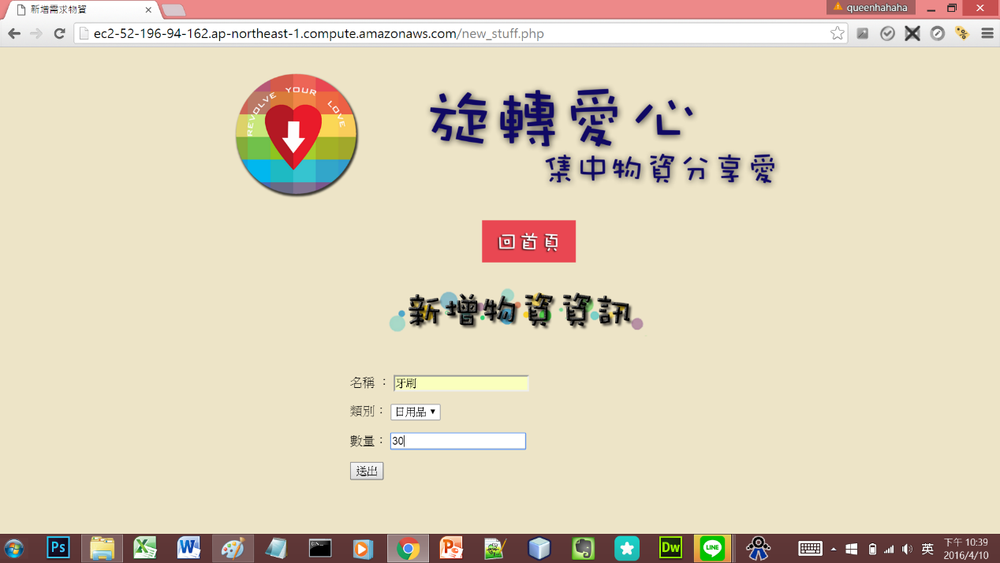 新增需求物資
queenhahaha
ec2-52-196-94-162.ap-northeast-1.compute.amazonaws.com/new_stuff.php
REVOLVE YOUR LOVE
旋轉愛心
集中物資分享愛
回首頁
新增物資資訊
名稱 ： 牙刷
類別： 日用品
數量： 30
送出
Ps
Dw
LINE
英
下午 10:39
2016/4/10